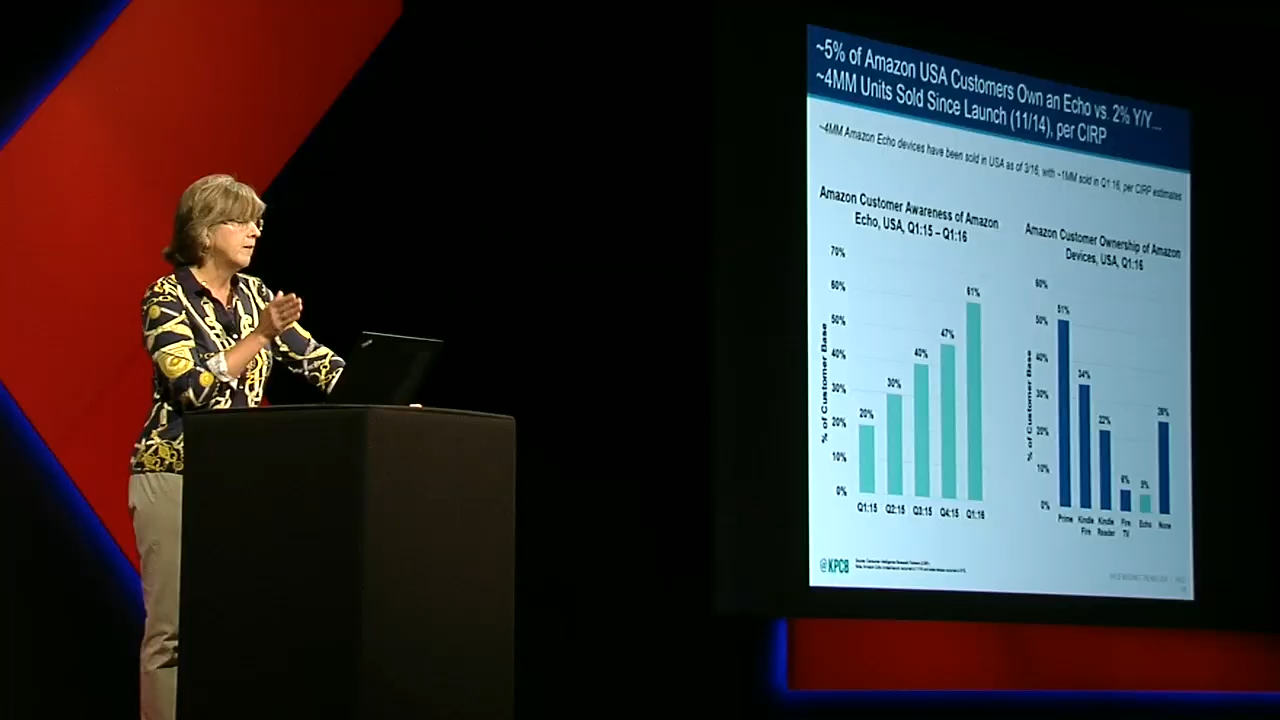 ~5% of Amazon USA Customers Own an Echo vs. 2% Y/Y...
~4MM Units Sold Since Launch (11/14), per CIRP
~4MM Amazon Echo devices have been sold in USA as of 3/16, with ~1MM sold in Q1:16, per CIRP estimates
Amazon Customer Awareness of Amazon
Echo, USA, Q1:15 – Q1:16
70%
60%
50%
40%
30%
20%
10%
0%
% of Customer Base
20%
30%
40%
47%
61%
Q1:15
Q2:15
Q3:15
Q4:15
Q1:16
Amazon Customer Ownership of Amazon
Devices, USA, Q1:16
60%
50%
40%
30%
20%
10%
0%
% of Customer Base
51%
34%
22%
6%
5%
Prime
Kindle
Fire
Kindle
Reader
Fire
TV
Echo
None
@KPCB